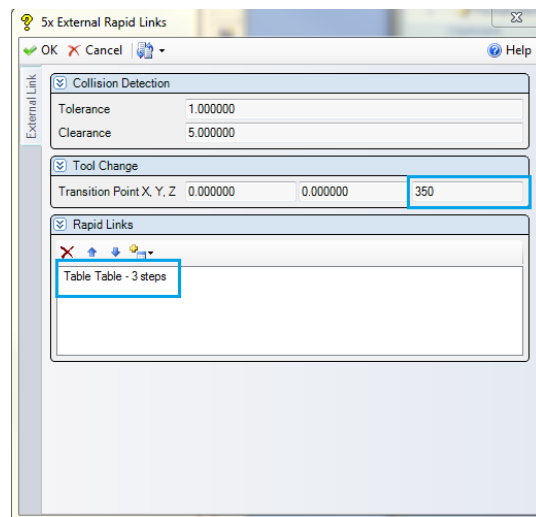 5x External Rapid Links
OK Cancel Help
External Link
Collision Detection
Tolerance 1.000000
Clearance 5.000000
Tool Change
Transition Point X, Y, Z 0.000000 0.000000 350
Rapid Links
Table Table - 3 steps